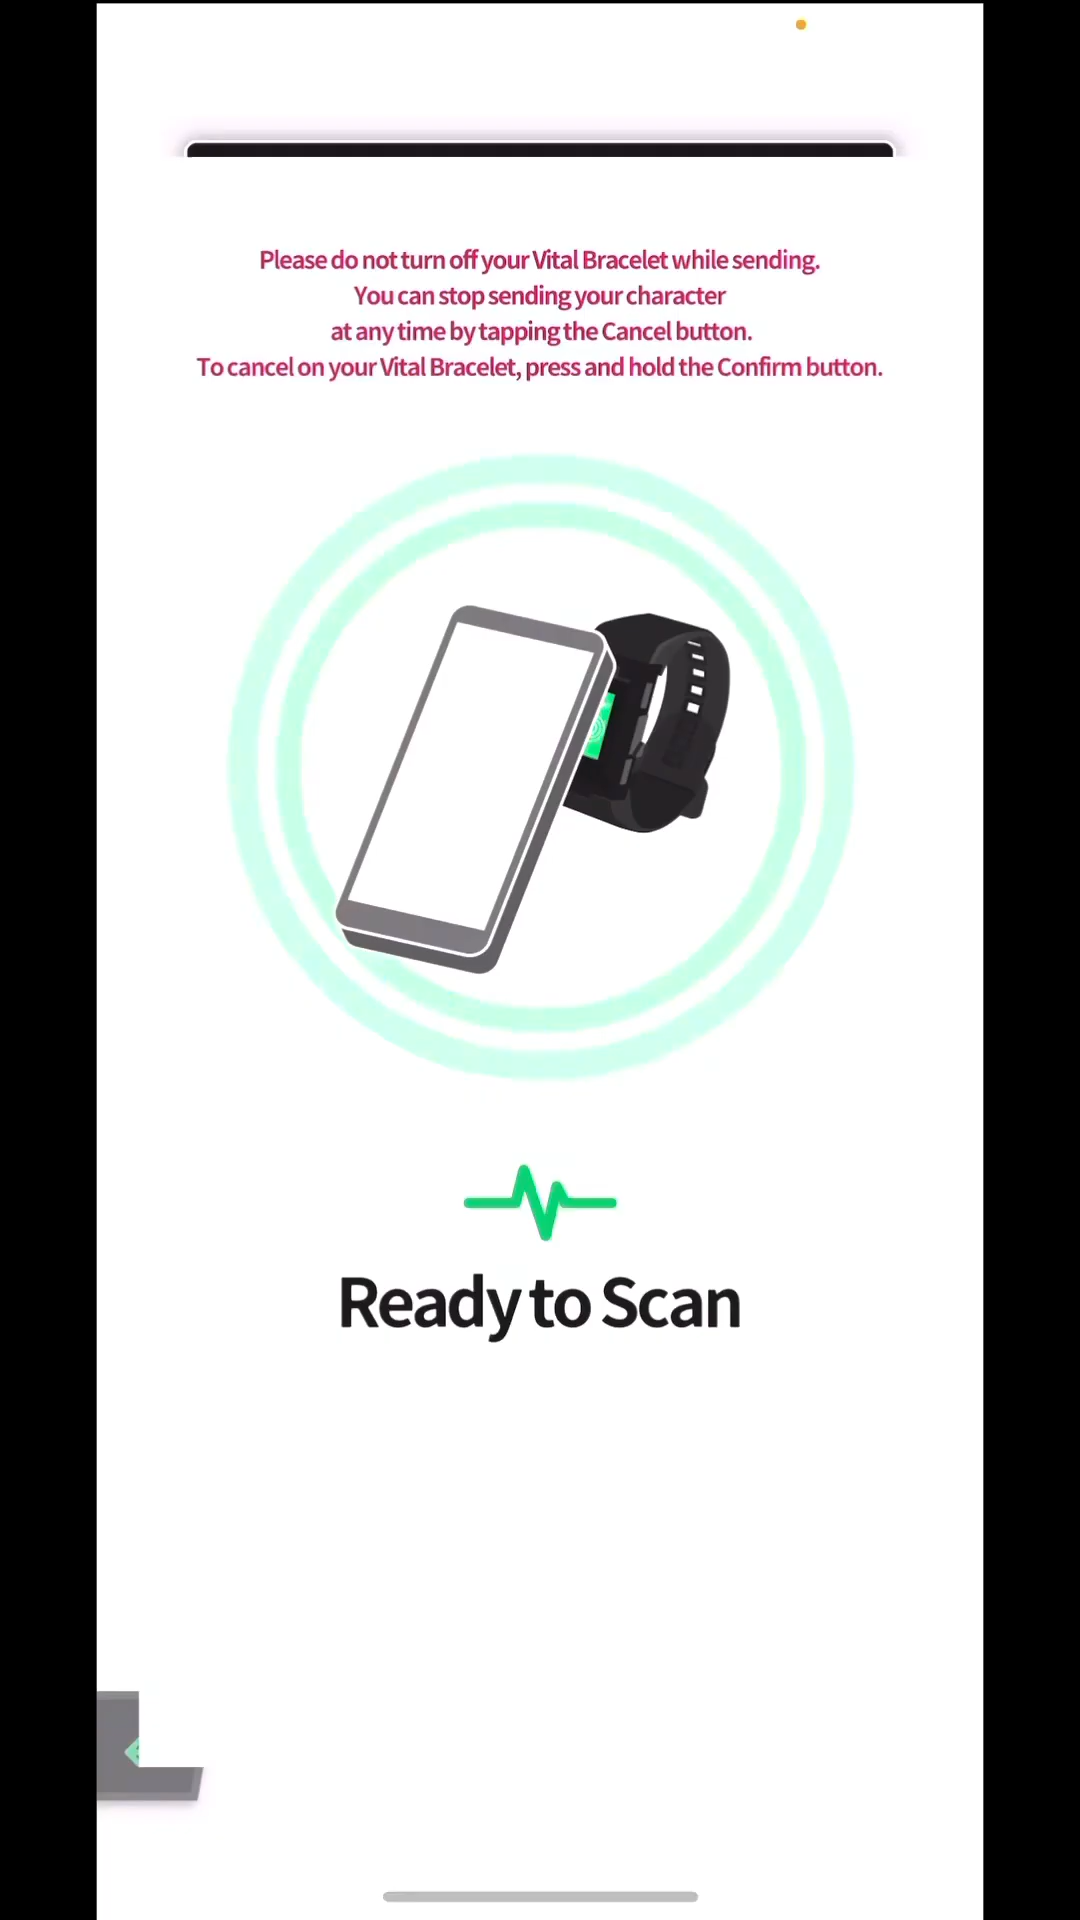 Please do not turn off your Vital Bracelet while sending.
You can stop sending your character
at any time by tapping the Cancel button.
To cancel on your Vital Bracelet, press and hold the Confirm button.
Ready to Scan